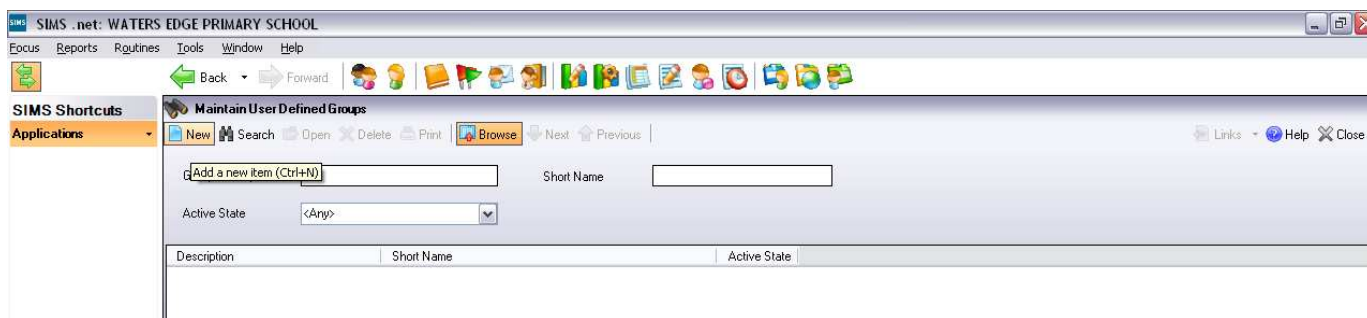 SIMS SIMS .net: WATERS EDGE PRIMARY SCHOOL
Focus Reports Routines Tools Window Help
Back Forward
SIMS Shortcuts Maintain User Defined Groups
Applications New Search Open Delete Print Browse Next Previous Links Help Close
Add a new item (Ctrl+N) Short Name
Active State <Any>
Description Short Name Active State